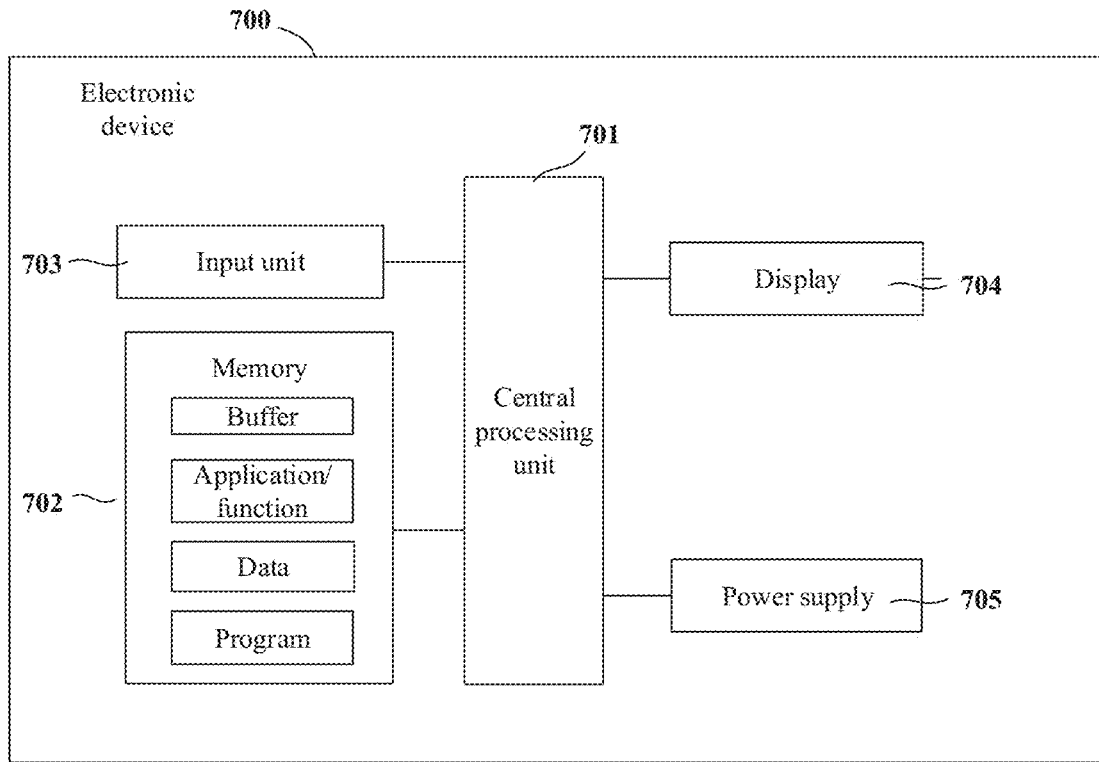 700
Electronic
device
701
703
Input unit
Display
704
Memory
Buffer
Application/
function
702
Data
Program
Central
processing
unit
Power supply
705